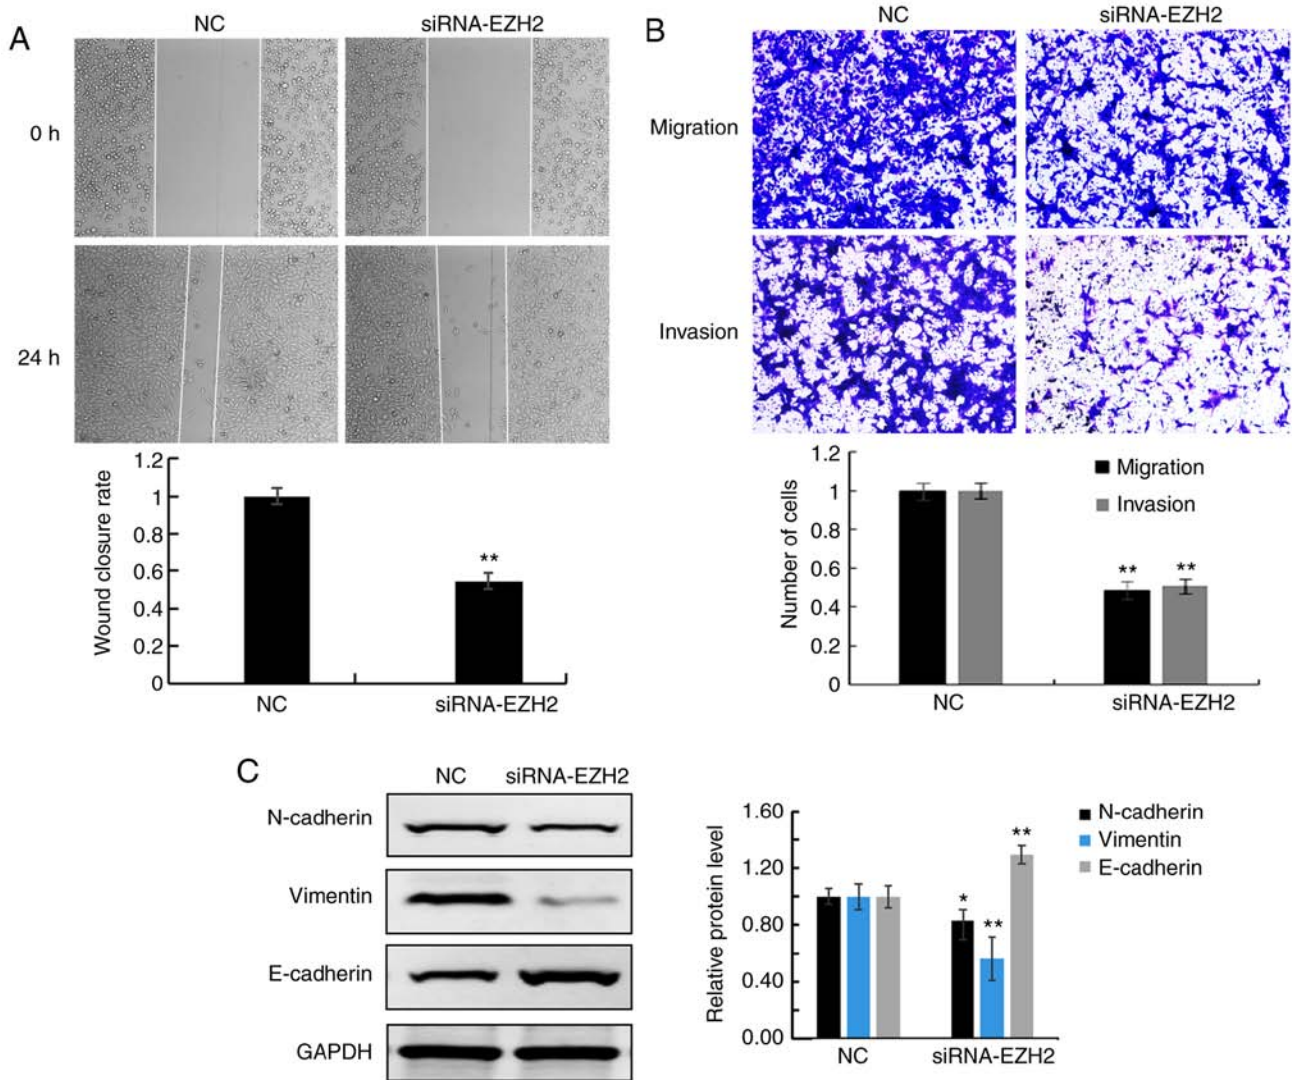 A
NC
siRNA-EZH2
0 h
24 h
Wound closure rate
1.2
1
0.8
0.6
0.4
0.2
0
**
NC
siRNA-EZH2
B
NC
siRNA-EZH2
Migration
Invasion
Number of cells
1.2
1
0.8
0.6
0.4
0.2
0
Migration
Invasion
**
**
NC
siRNA-EZH2
C
NC
siRNA-EZH2
N-cadherin
Vimentin
E-cadherin
GAPDH
Relative protein level
1.60
1.20
0.80
0.40
0.00
N-cadherin
Vimentin
E-cadherin
*
**
**
NC
siRNA-EZH2